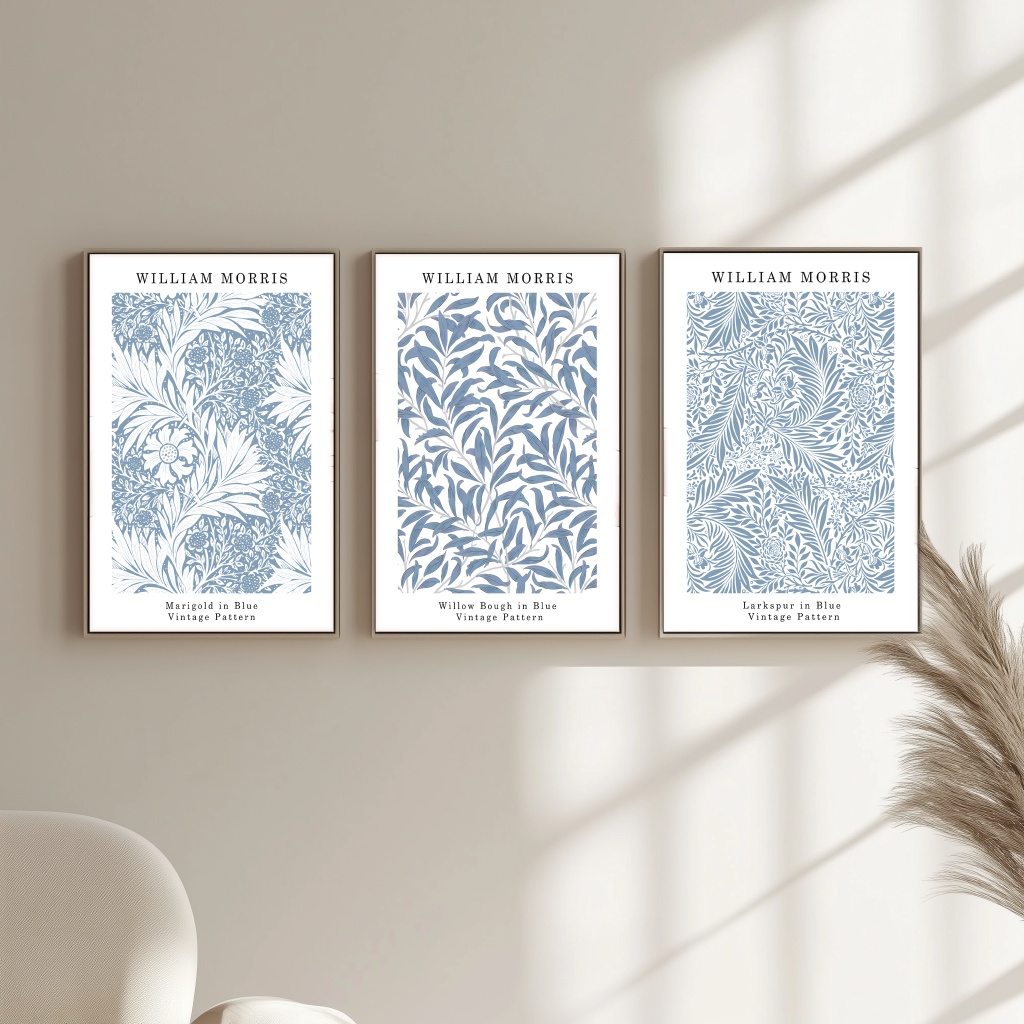 WILLIAM MORRIS
Marigold in Blue
Vintage Pattern
WILLIAM MORRIS
Willow Bough in Blue
Vintage Pattern
WILLIAM MORRIS
Larkspur in Blue
Vintage Pattern